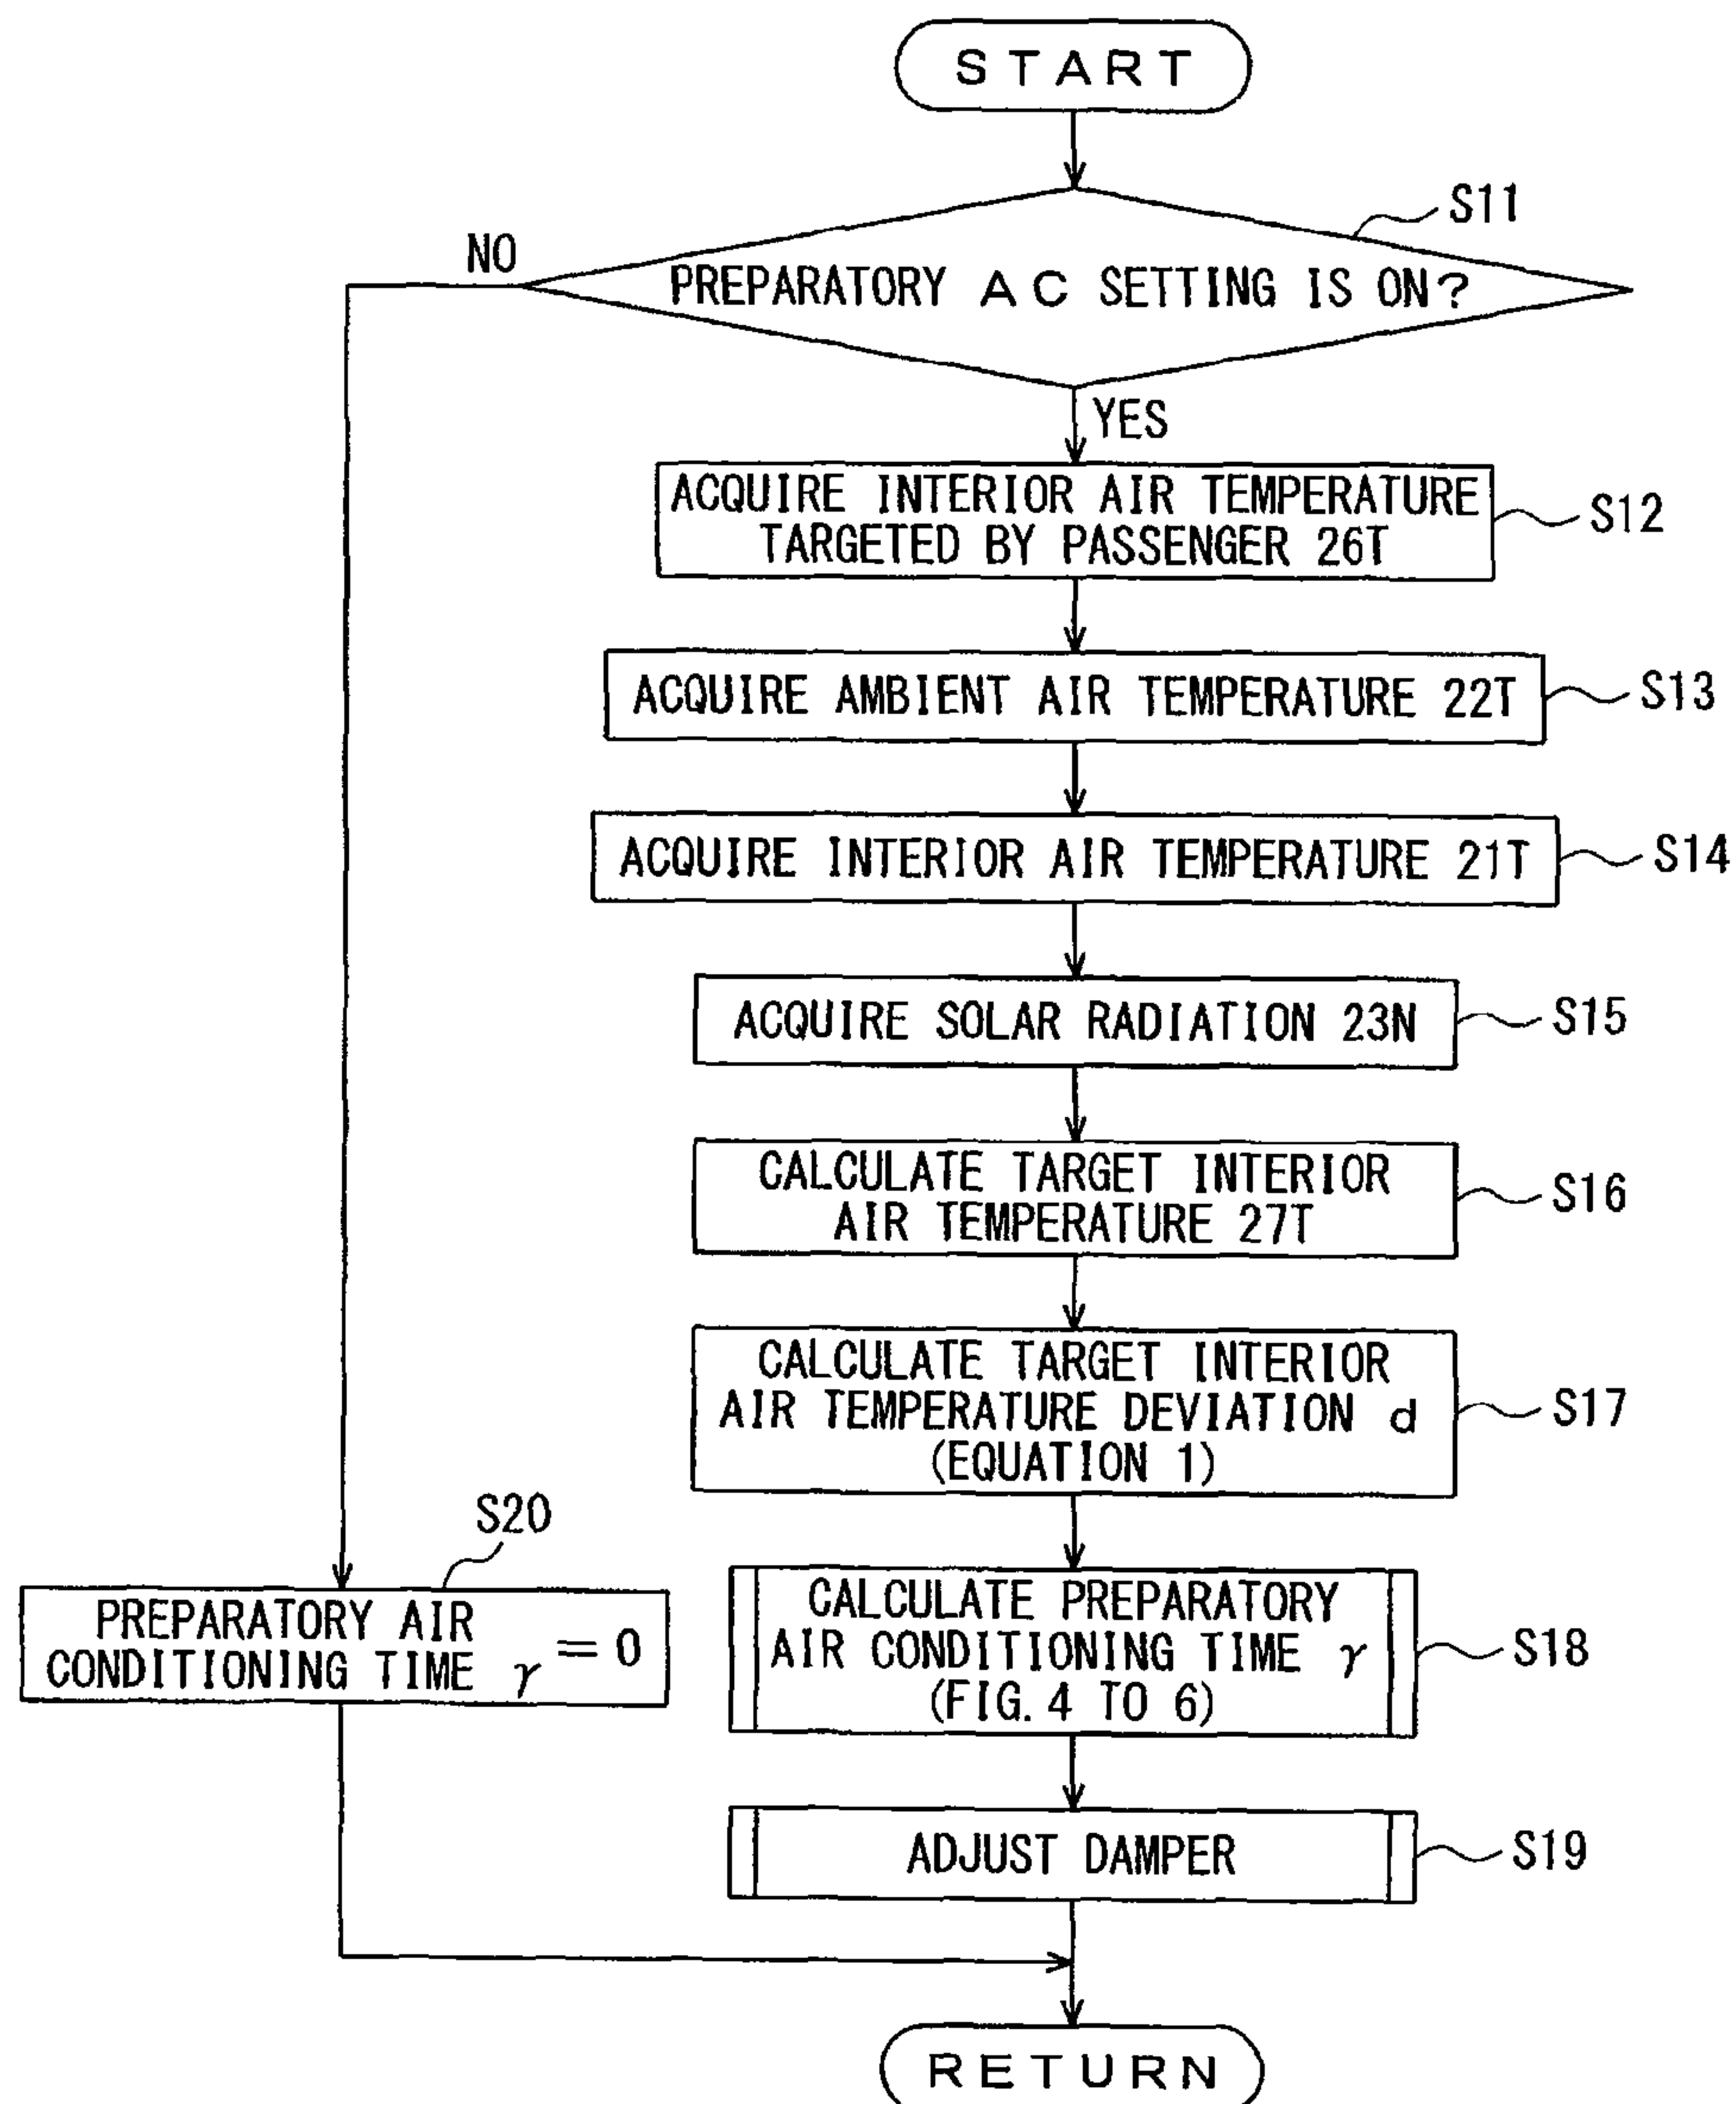 START
S11
NO
PREPARATORY AC SETTING IS ON?
YES
ACQUIRE INTERIOR AIR TEMPERATURE
TARGETED BY PASSENGER 26T
S12
ACQUIRE AMBIENT AIR TEMPERATURE 22T
S13
ACQUIRE INTERIOR AIR TEMPERATURE 21T
S14
ACQUIRE SOLAR RADIATION 23N
S15
CALCULATE TARGET INTERIOR
AIR TEMPERATURE 27T
S16
CALCULATE TARGET INTERIOR
AIR TEMPERATURE DEVIATION d
(EQUATION 1)
S17
S20
PREPARATORY AIR
CONDITIONING TIME γ = 0
CALCULATE PREPARATORY
AIR CONDITIONING TIME γ
(FIG. 4 TO 6)
S18
ADJUST DAMPER
S19
RETURN